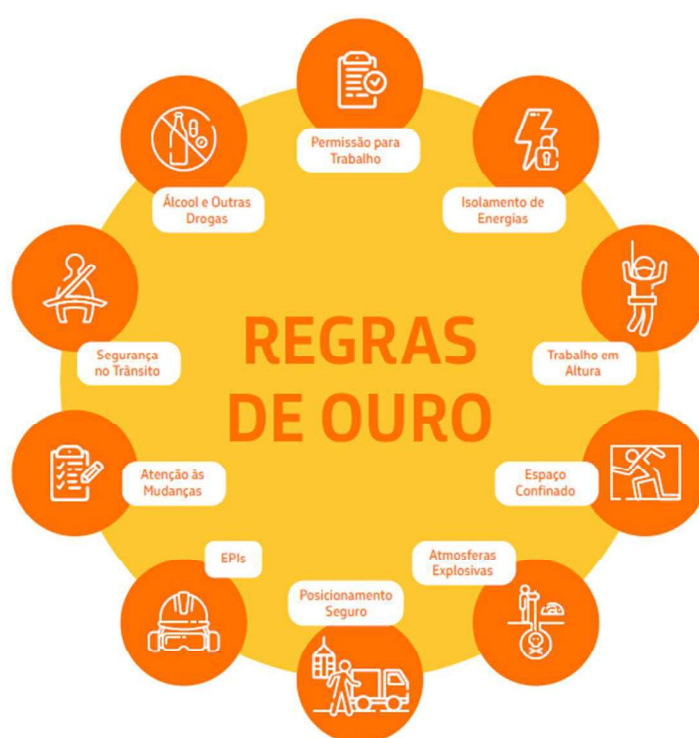 REGRAS
DE OURO
Permissão para
Trabalho
Isolamento de
Energias
Trabalho em
Altura
Espaço
Confinado
Atmosferas
Explosivas
Posicionamento
Seguro
EPIs
Atenção às
Mudanças
Segurança
no Trânsito
Álcool e Outras
Drogas